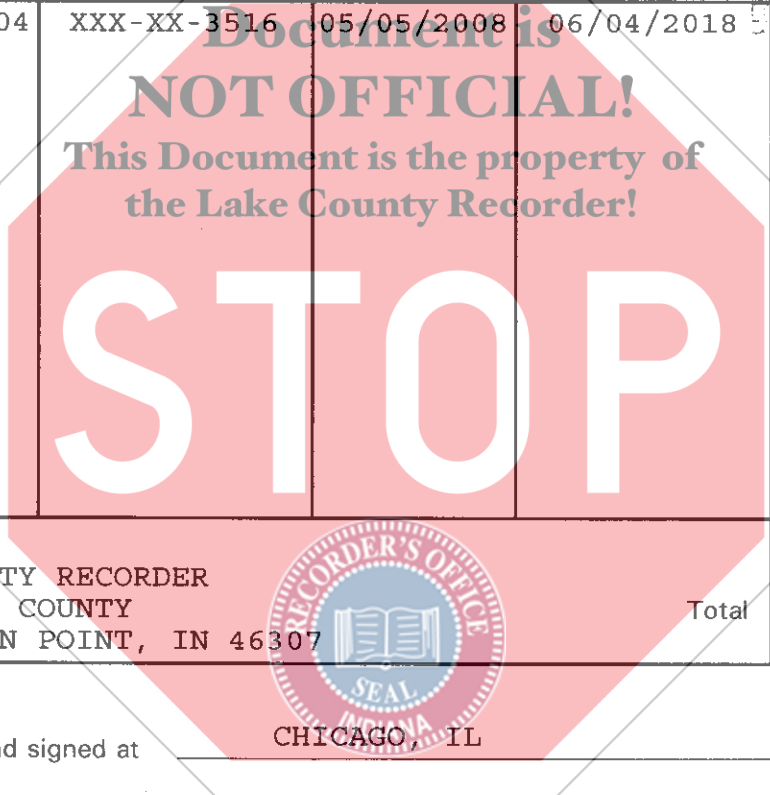 04 XXX-XX-3516 05/05/2008 06/04/2018
Document is
NOT OFFICIAL!
This Document is the property of
the Lake County Recorder!
STOP
TY RECORDER
COUNTY
N POINT, IN 46307
Total
RECORDER'S OFFICE
SEAL
INDIANA
d signed at CHICAGO, IL